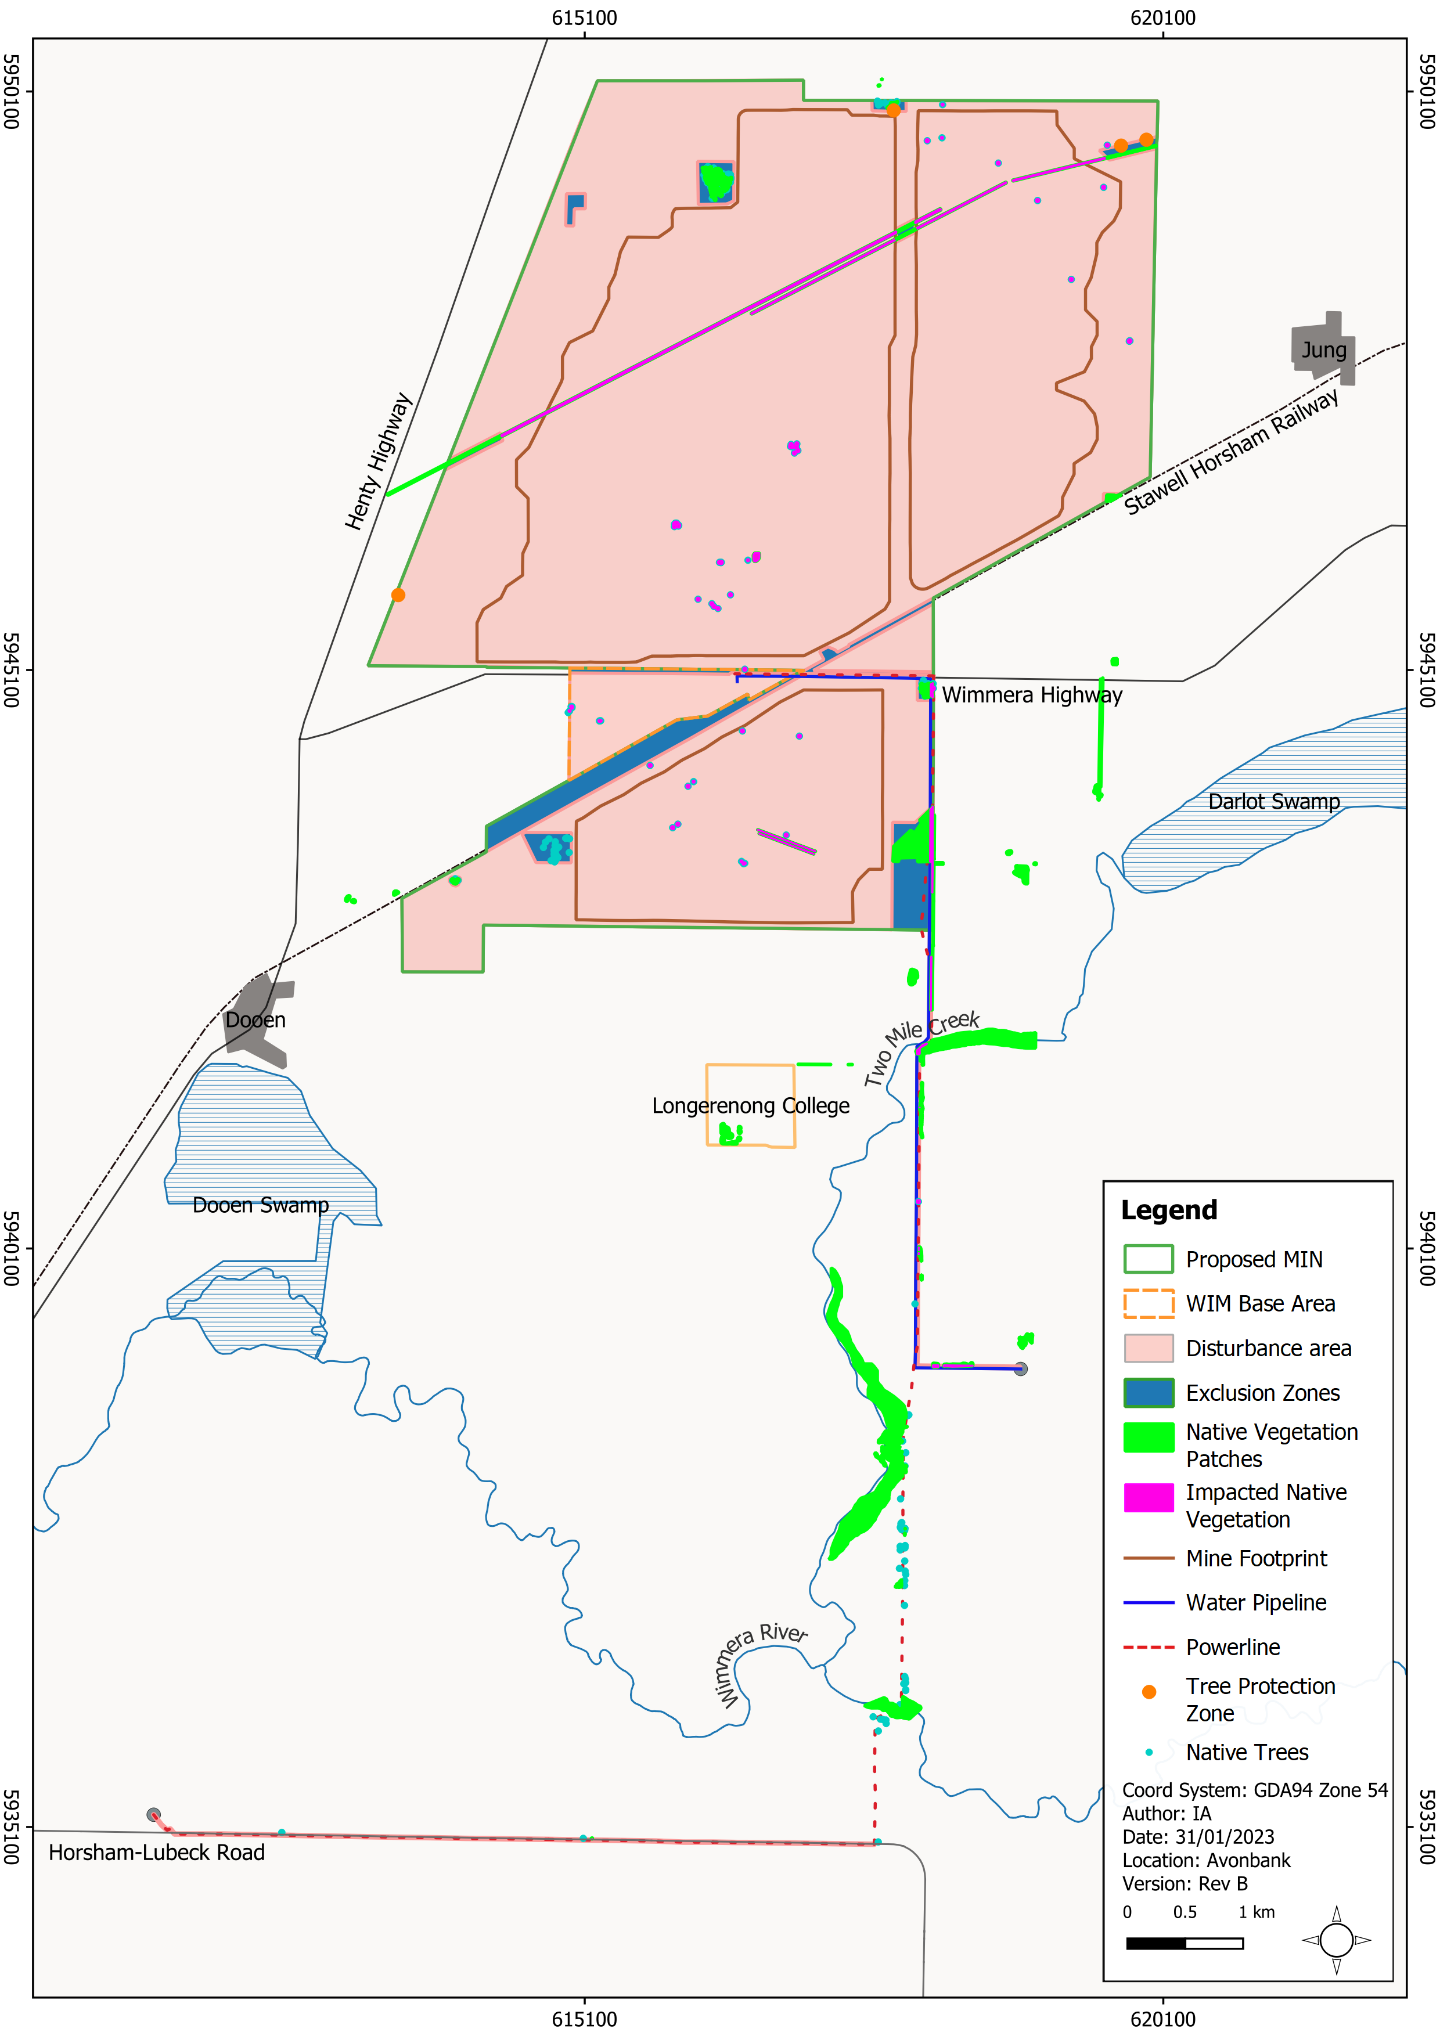 615100
620100
5950100
5950100
Jung
Henty Highway
Stawell Horsham Railway
5945100
5945100
Wimmera Highway
Darlot Swamp
Dooen
Two Mile Creek
Longerenong College
Dooen Swamp
5940100
5940100
Legend
Proposed MIN
WIM Base Area
Disturbance area
Exclusion Zones
Native Vegetation
Patches
Impacted Native
Vegetation
Mine Footprint
Water Pipeline
Powerline
Tree Protection
Zone
Native Trees
Wimmera River
5935100
5935100
Horsham-Lubeck Road
Coord System: GDA94 Zone 54
Author: IA
Date: 31/01/2023
Location: Avonbank
Version: Rev B
0 0.5 1 km
615100
620100